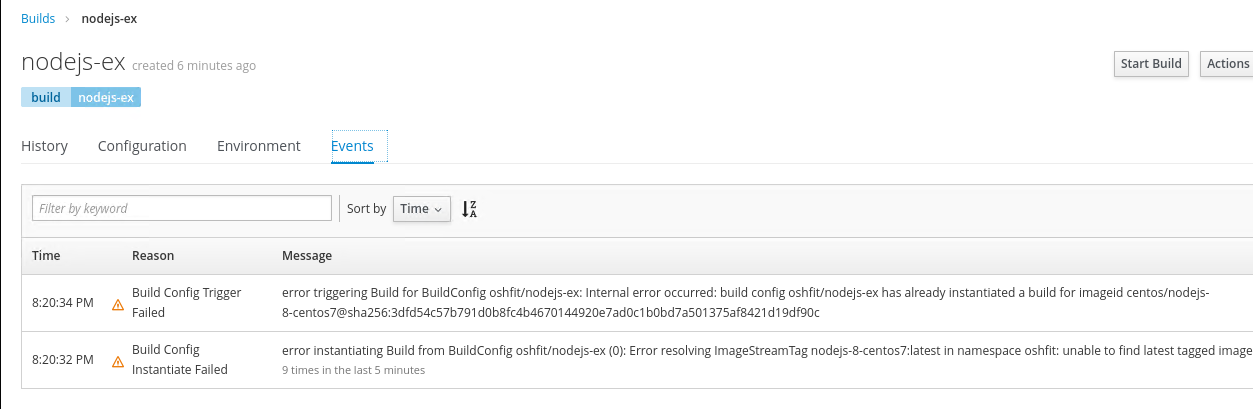 Builds › nodejs-ex
nodejs-ex created 6 minutes ago
Start Build Actions
build nodejs-ex
History Configuration Environment Events
Filter by keyword Sort by Time
Time Reason Message
8:20:34 PM Build Config Trigger Failed error triggering Build for BuildConfig oshfit/nodejs-ex: Internal error occurred: build config oshfit/nodejs-ex has already instantiated a build for imageid centos/nodejs-
8-centos7@sha256:3dfd54c57b791d0b8fc4b4670144920e7ad0c1b0bd7a501375af8421d19df90c
8:20:32 PM Build Config Instantiate Failed error instantiating Build from BuildConfig oshfit/nodejs-ex (0): Error resolving ImageStreamTag nodejs-8-centos7:latest in namespace oshfit: unable to find latest tagged image
9 times in the last 5 minutes